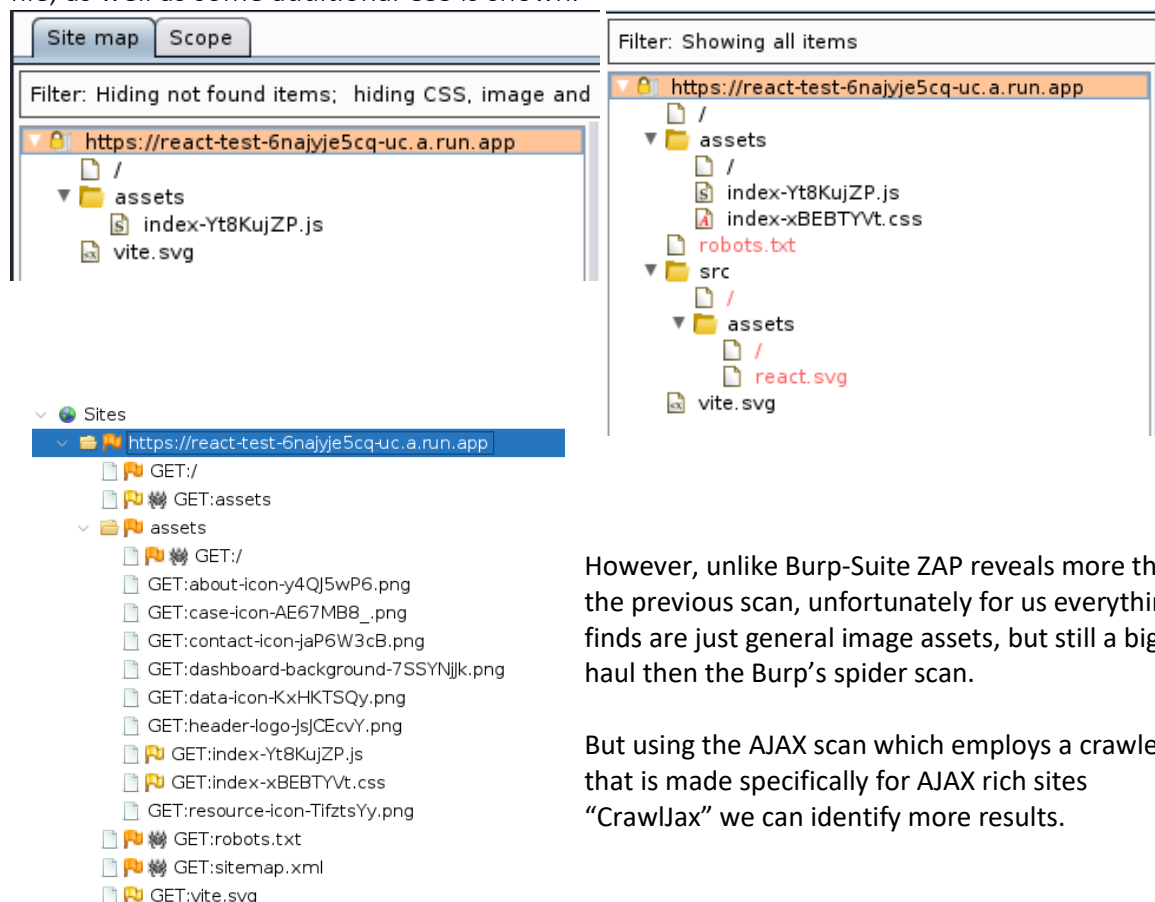 Site map Scope
Filter: Hiding not found items; hiding CSS, image and
https://react-test-6najyje5cq-uc.a.run.app
/
assets
index-Yt8KujZP.js
vite.svg
Filter: Showing all items
https://react-test-6najyje5cq-uc.a.run.app
/
assets
/
index-Yt8KujZP.js
index-xBEBTYVt.css
robots.txt
src
/
assets
/
react.svg
vite.svg
Sites
https://react-test-6najyje5cq-uc.a.run.app
GET:/
GET:assets
assets
GET:/
GET:about-icon-y4QJ5wP6.png
GET:case-icon-AE67MB8_.png
GET:contact-icon-jaP6W3cB.png
GET:dashboard-background-7SSYNjJk.png
GET:data-icon-KxHKTSQy.png
GET:header-logo-JsJCEcvY.png
GET:index-Yt8KujZP.js
GET:index-xBEBTYVt.css
GET:resource-icon-TifztsYy.png
GET:robots.txt
GET:sitemap.xml
GET:vite.svg
However, unlike Burp-Suite ZAP reveals more th
the previous scan, unfortunately for us everythi
finds are just general image assets, but still a big
haul then the Burp’s spider scan.
But using the AJAX scan which employs a crawle
that is made specifically for AJAX rich sites
“CrawlJax” we can identify more results.